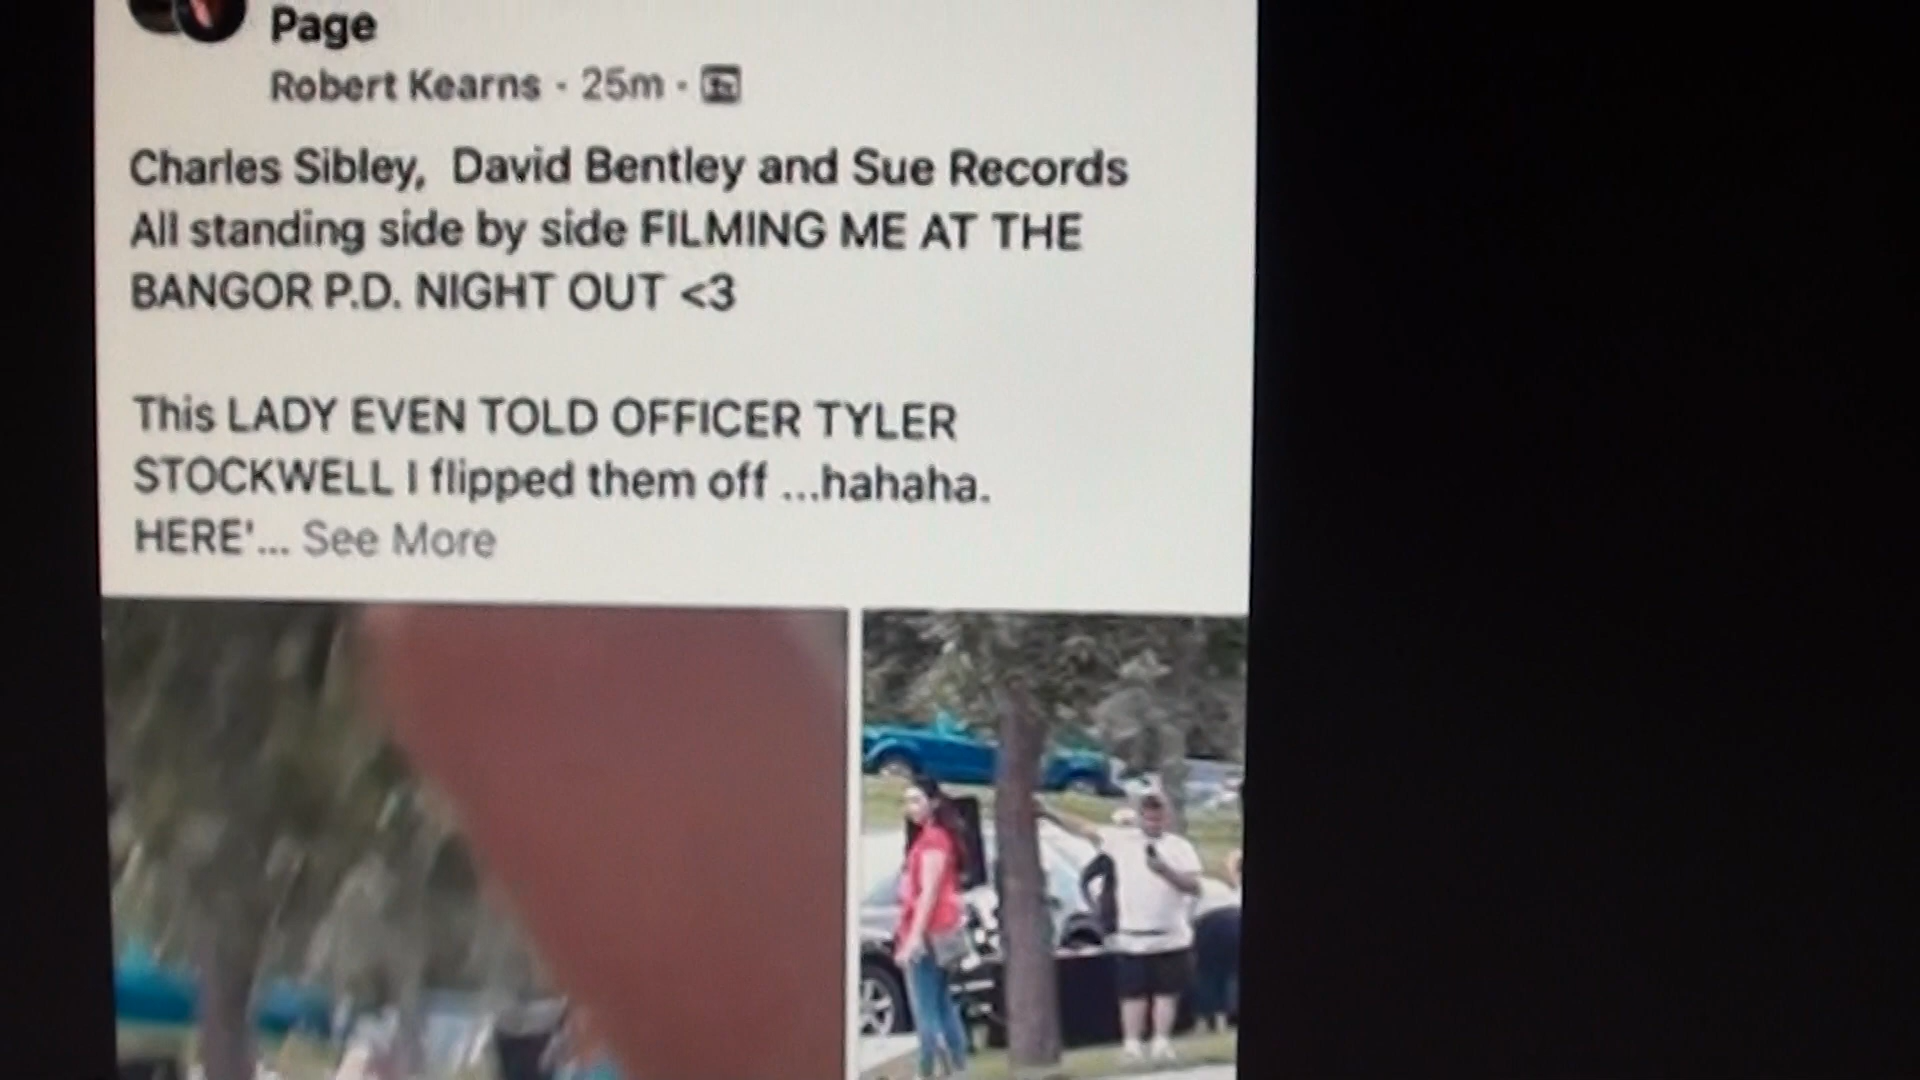 Page
Robert Kearns · 25m ·
Charles Sibley, David Bentley and Sue Records
All standing side by side FILMING ME AT THE
BANGOR P.D. NIGHT OUT <3
This LADY EVEN TOLD OFFICER TYLER
STOCKWELL I flipped them off ...hahaha.
HERE'... See More